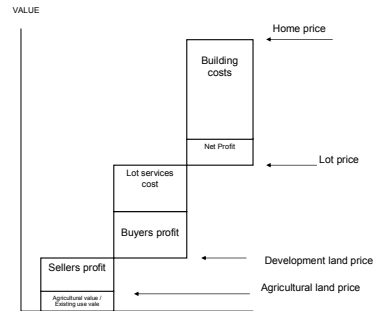 VALUE
Home price
Building
costs
Net Profit
Lot price
Lot services
cost
Buyers profit
Development land price
Sellers profit
Agricultural land price
Agricultural value /
Existing use vale